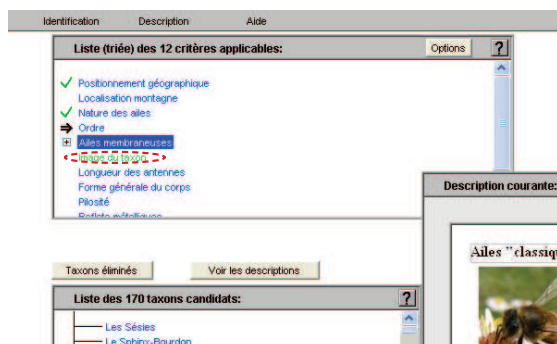 Identification Description Aide
Liste (triée) des 12 critères applicables: Options ?
Positionnement géographique
Localisation montagne
Nature des ailes
Ordre
Ailes membraneuses
Image du taxon
Longueur des antennes
Forme générale du corps
Pilosité
Reflets métalliques
Description courante:
Ailes "classiq
Taxons éliminés Voir les descriptions
Liste des 170 taxons candidats: ?
Les Sésies
Le Sphinx-Bourdon